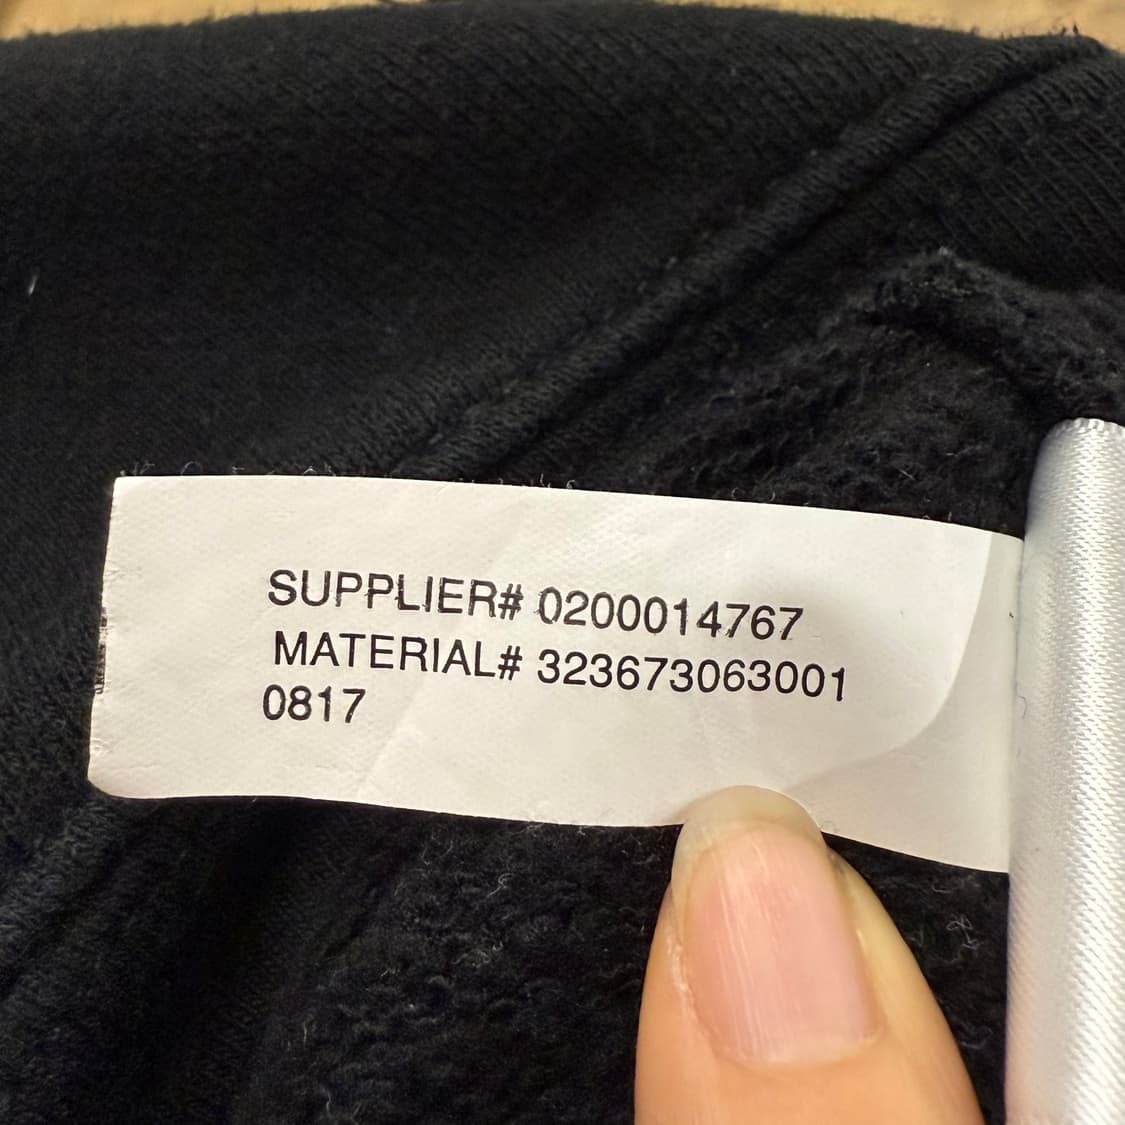 SUPPLIER# 0200014767
MATERIAL# 323673063001
0817